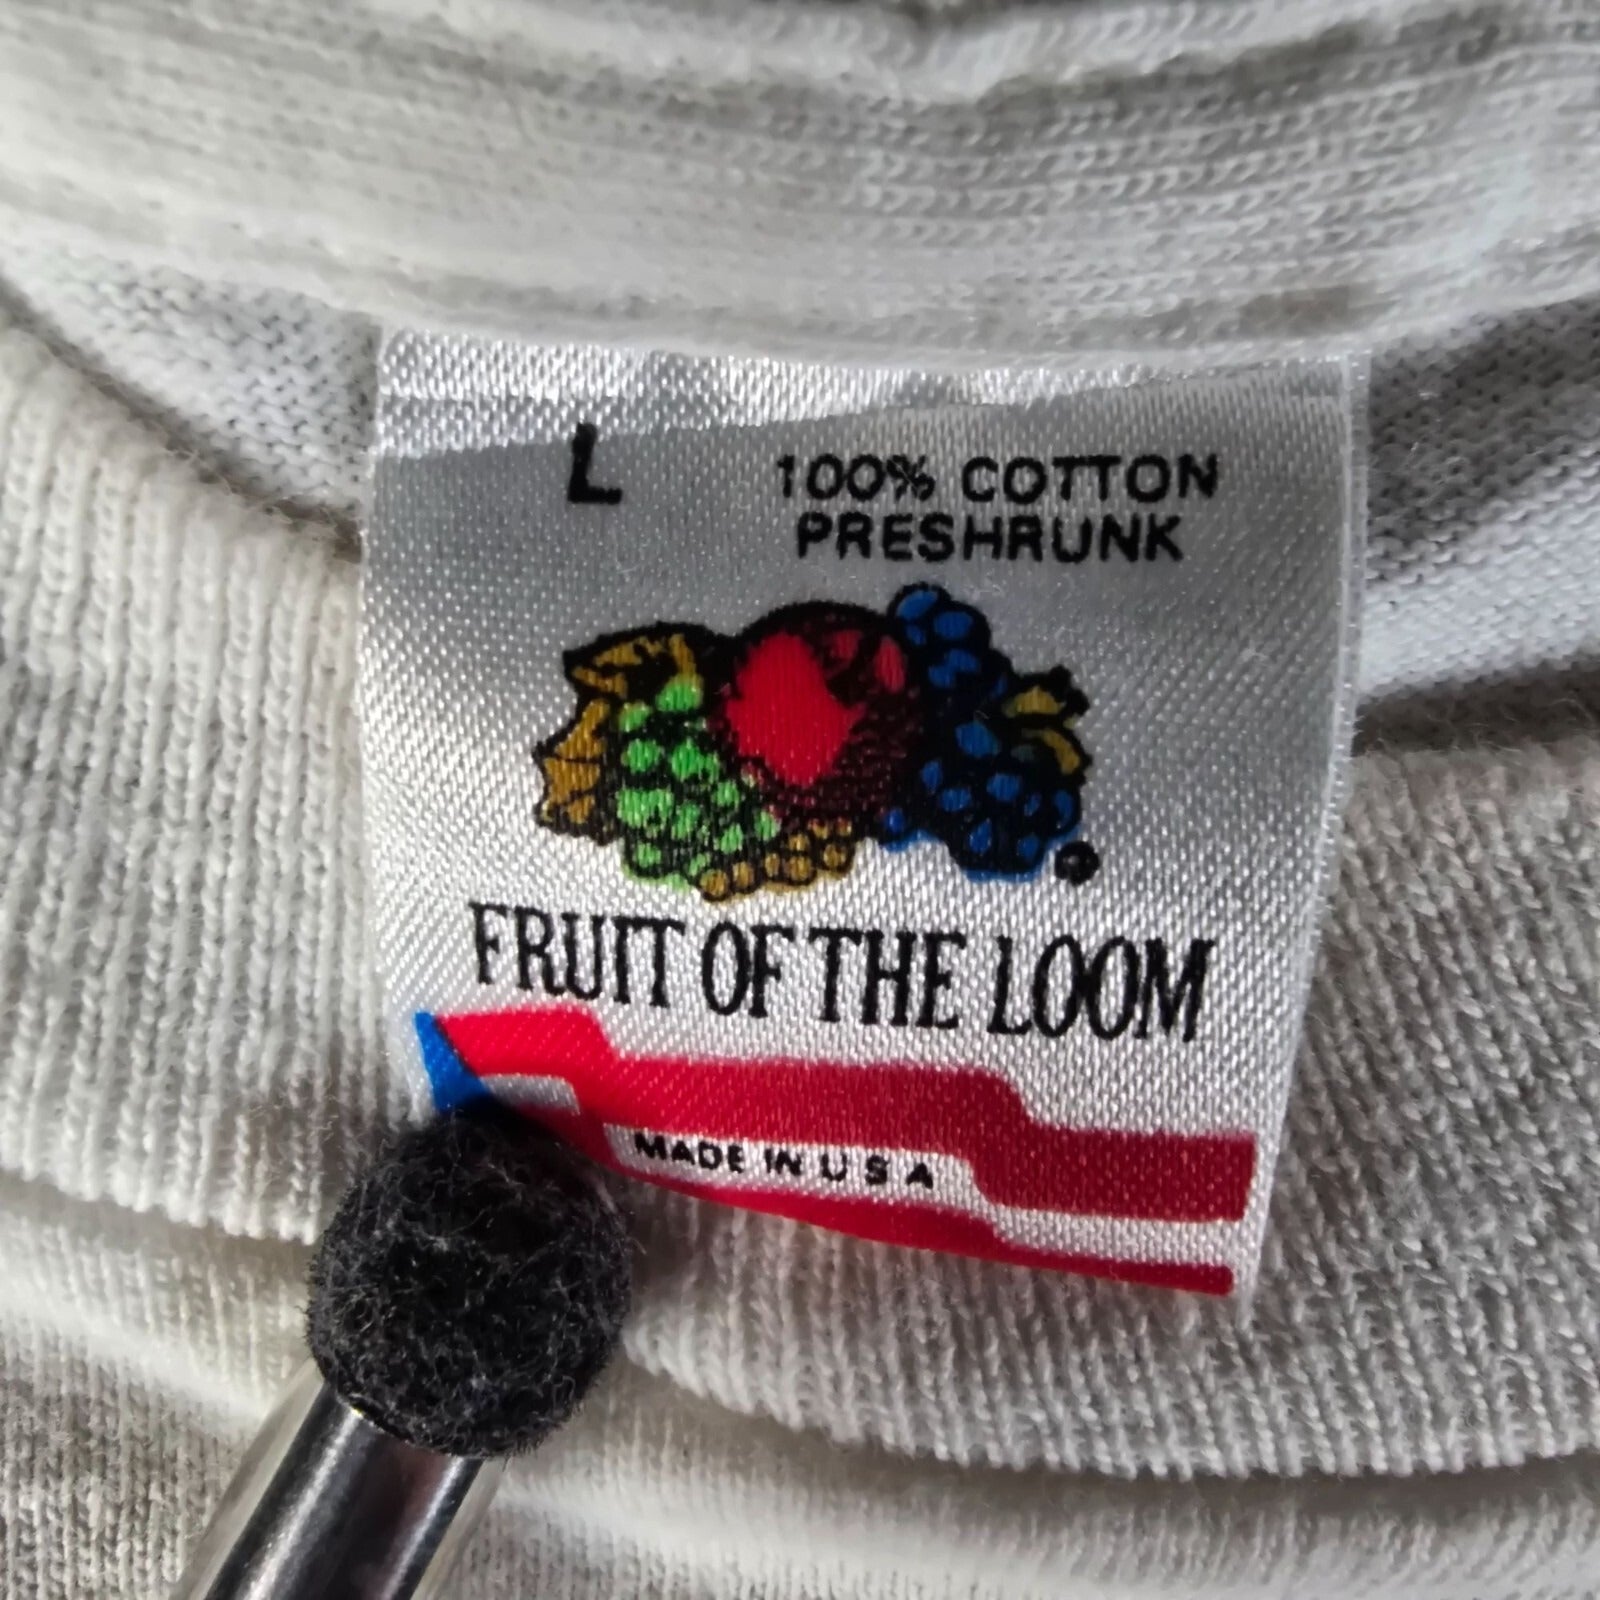 L
100% COTTON
PRESHRUNK
®
FRUIT OF THE LOOM
MADE IN U S A